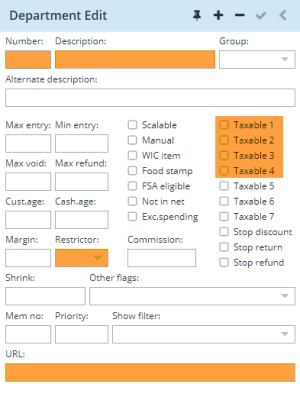 Department Edit
Number: Description: Group:
Alternate description:
Max entry: Min entry:
Max void: Max refund:
Cust.age: Cash.age:
Margin: Restrictor:
Scalable
Manual
WIC item
Food stamp
FSA eligible
Not in net
Exc.spending
Commission:
Taxable 1
Taxable 2
Taxable 3
Taxable 4
Taxable 5
Taxable 6
Taxable 7
Stop discount
Stop return
Stop refund
Shrink: Other flags:
Mem no: Priority: Show filter:
URL: